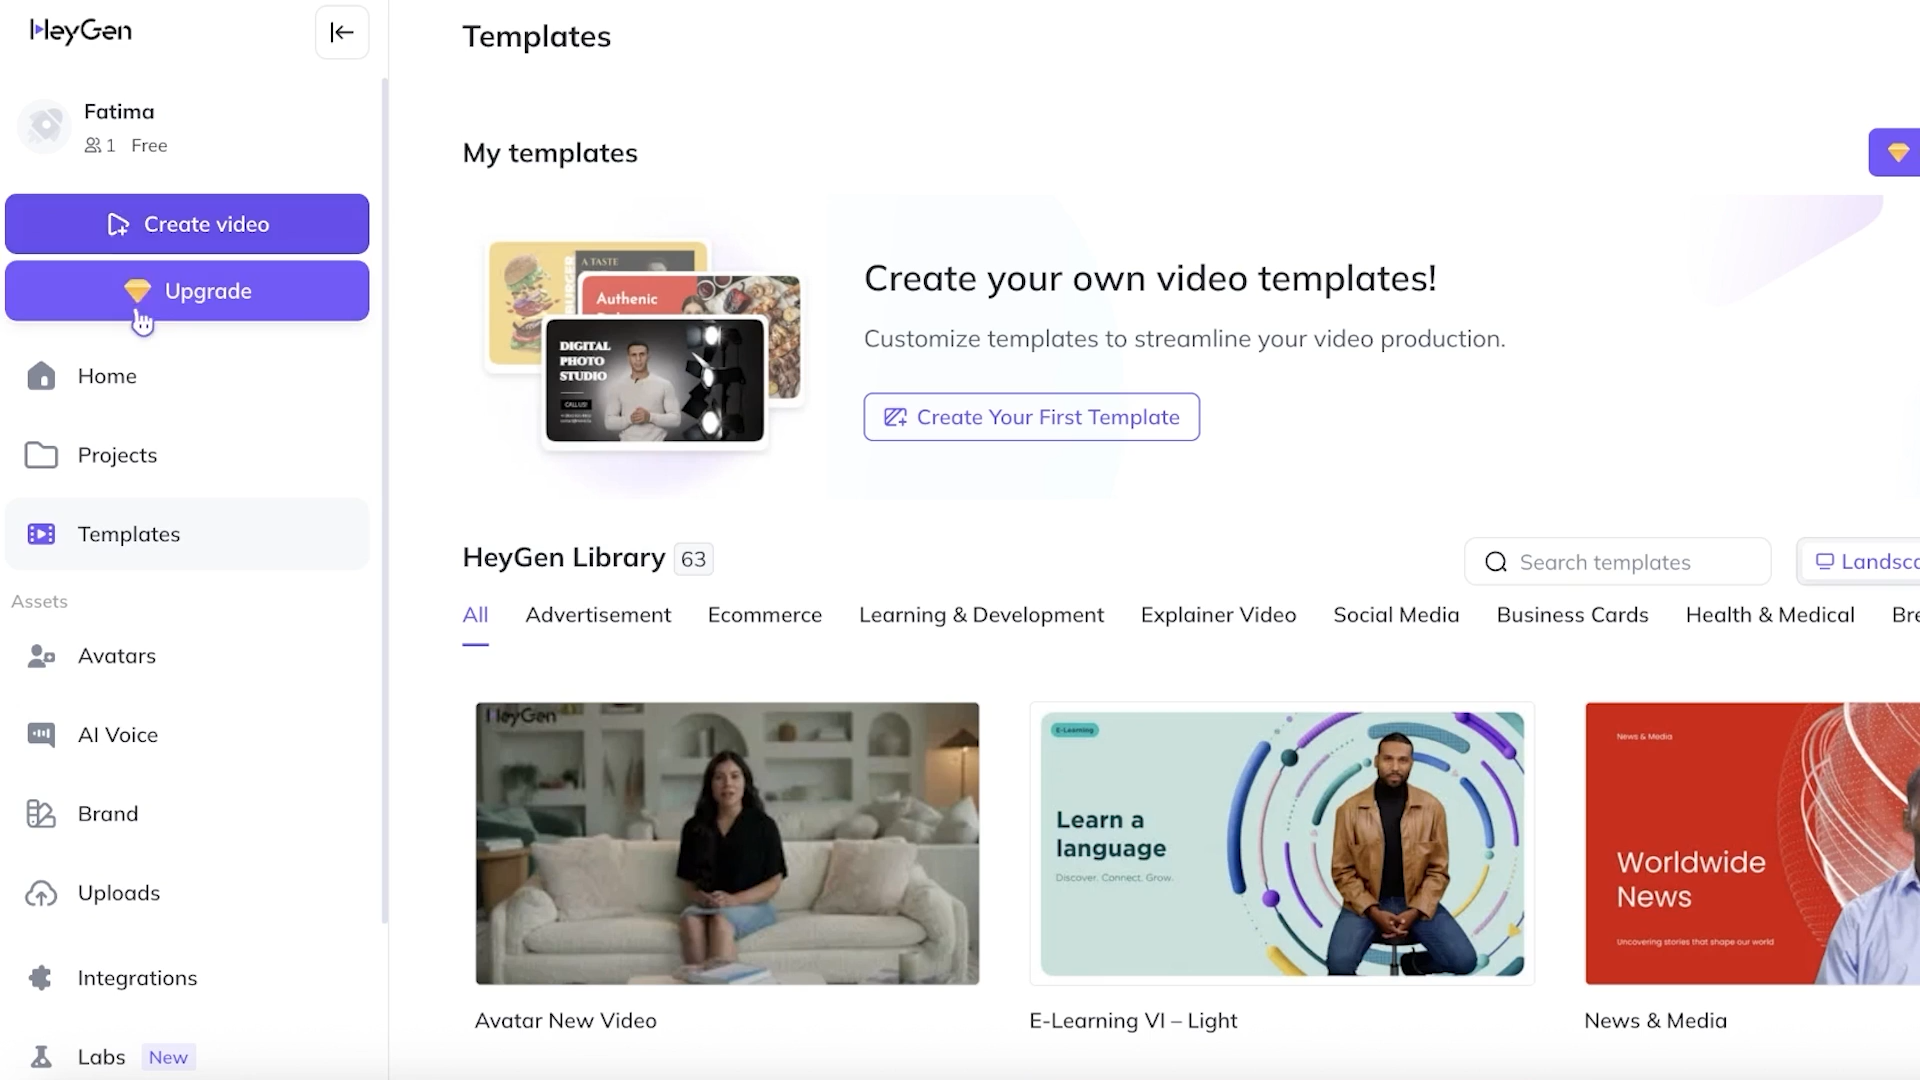 HeyGen
Fatima
1 Free
Create video
Upgrade
Home
Projects
Templates
Assets
Avatars
AI Voice
Brand
Uploads
Integrations
Labs New
Templates
My templates
A TASTE
BURGER
Authenic
DIGITAL
PHOTO
STUDIO
CALL US!
Create your own video templates!
Customize templates to streamline your video production.
Create Your First Template
HeyGen Library 63
Search templates
Landsc
All Advertisement Ecommerce Learning & Development Explainer Video Social Media Business Cards Health & Medical Bre
HeyGen
Avatar New Video
E-Learning
Learn a
language
Discover. Connect. Grow.
E-Learning VI – Light
News & Media
Worldwide
News
Uncovering stories that shape our world
News & Media